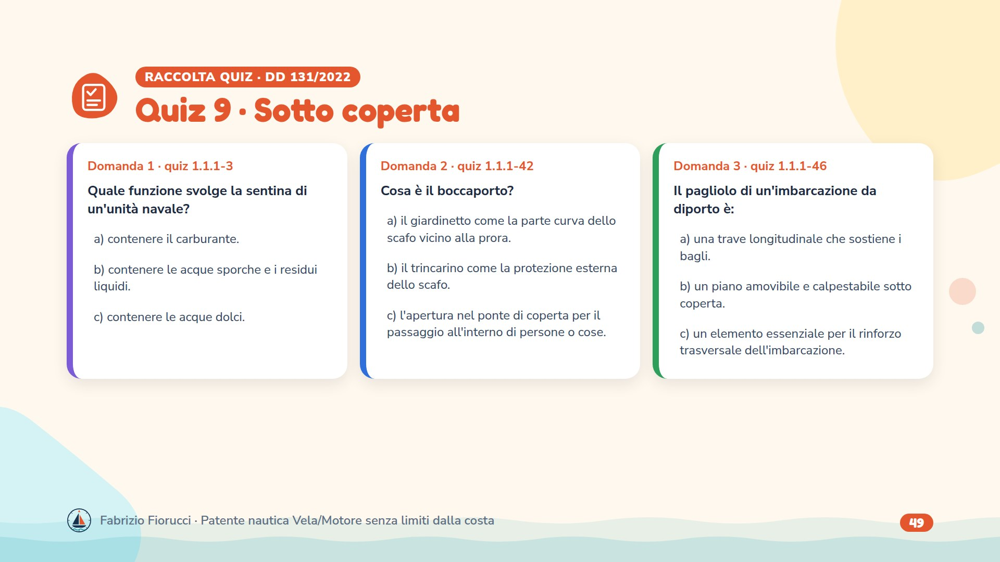 RACCOLTA QUIZ · DD 131/2022
Quiz 9 · Sotto coperta
Domanda 1 · quiz 1.1.1-3
Quale funzione svolge la sentina di
un'unità navale?
a) contenere il carburante.
b) contenere le acque sporche e i residui
liquidi.
c) contenere le acque dolci.
Domanda 2 · quiz 1.1.1-42
Cosa è il boccaporto?
a) il giardinetto come la parte curva dello
scafo vicino alla prora.
b) il trincarino come la protezione esterna
dello scafo.
c) l'apertura nel ponte di coperta per il
passaggio all'interno di persone o cose.
Domanda 3 · quiz 1.1.1-46
Il pagliolo di un'imbarcazione da
diporto è:
a) una trave longitudinale che sostiene i
bagli.
b) un piano amovibile e calpestabile sotto
coperta.
c) un elemento essenziale per il rinforzo
trasversale dell'imbarcazione.
Fabrizio Fiorucci · Patente nautica Vela/Motore senza limiti dalla costa
49